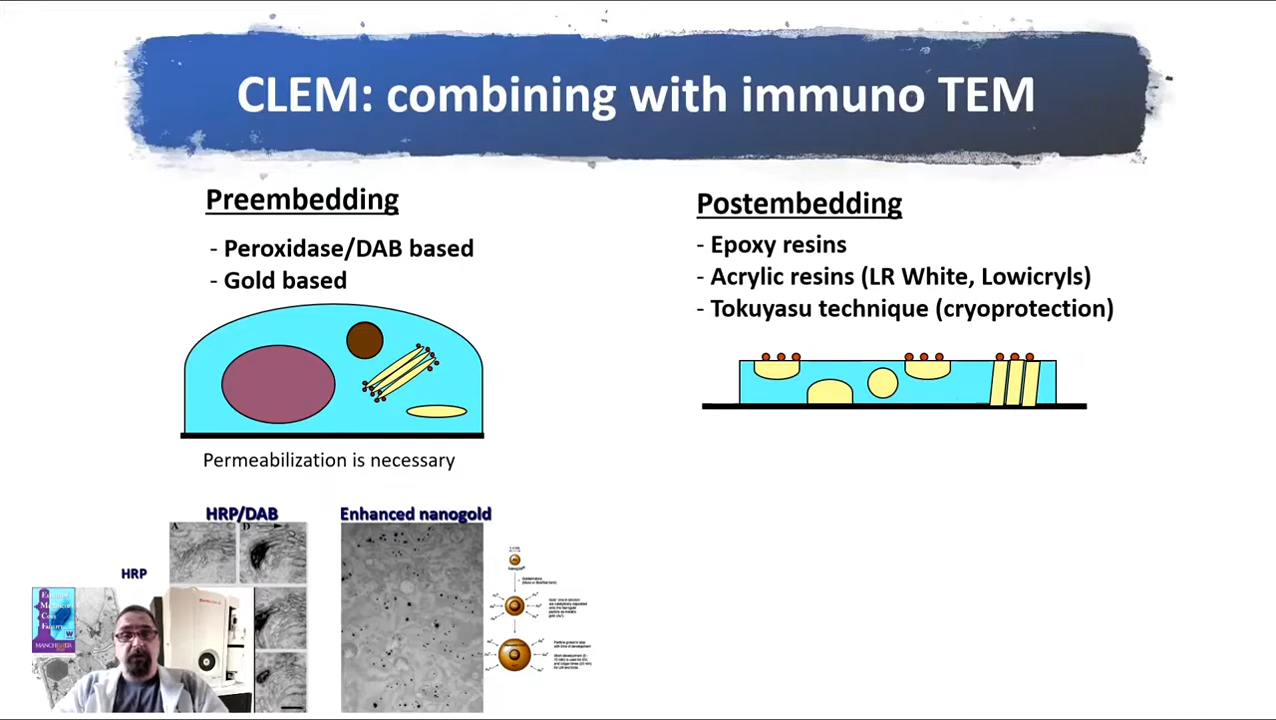 CLEM: combining with immuno TEM
Preembedding
- Peroxidase/DAB based
- Gold based
Permeabilization is necessary
Postembedding
- Epoxy resins
- Acrylic resins (LR White, Lowicryls)
- Tokuyasu technique (cryoprotection)
HRP/DAB
Enhanced nanogold
HRP
A
D
MANCHESTER